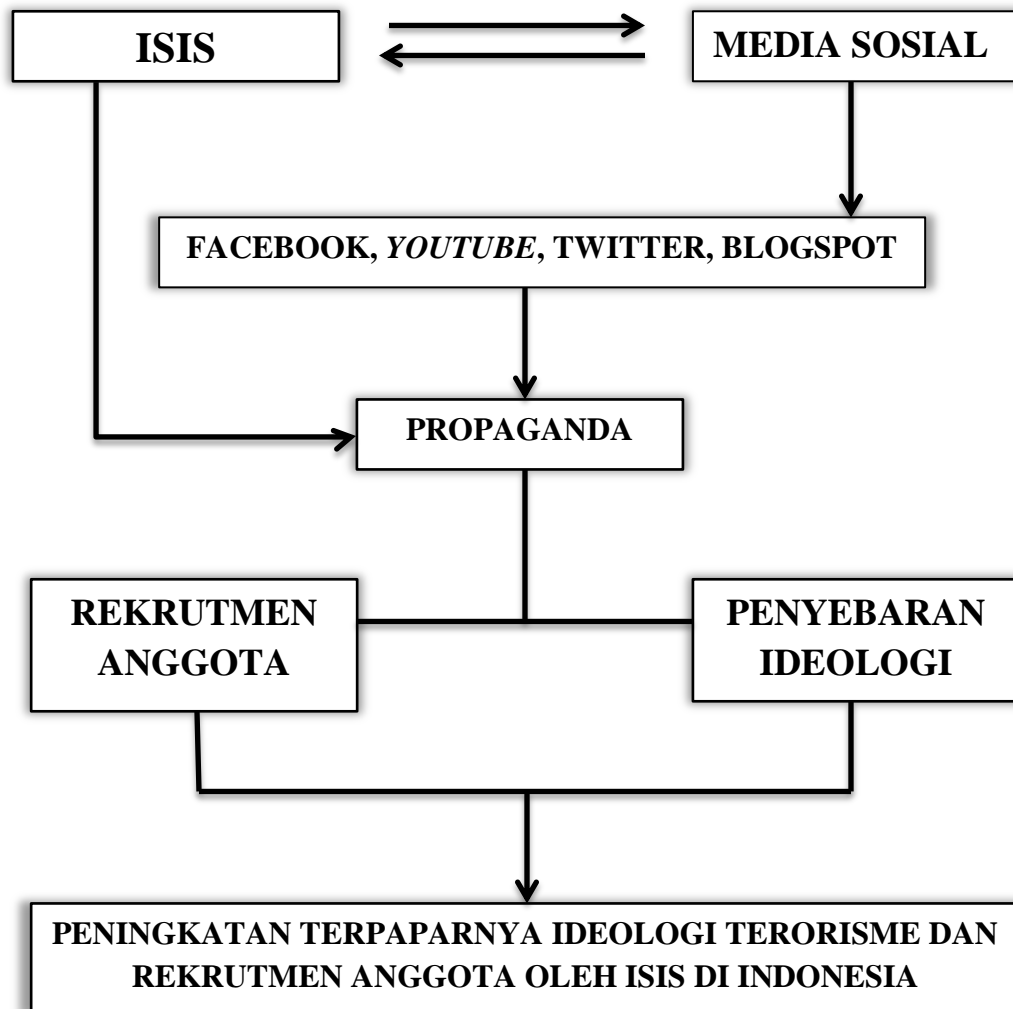 ISIS
MEDIA SOSIAL
FACEBOOK, YOUTUBE, TWITTER, BLOGSPOT
PROPAGANDA
REKRUTMEN
ANGGOTA
PENYEBARAN
IDEOLOGI
PENINGKATAN TERPAPARNYA IDEOLOGI TERORISME DAN
REKRUTMEN ANGGOTA OLEH ISIS DI INDONESIA